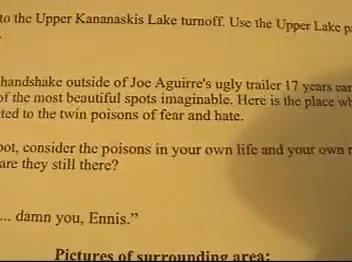 to the Upper Kananaskis Lake turnoff. Use the Upper Lake
handshake outside of Joe Aguirre's ugly trailer 17 years
of the most beautiful spots imaginable. Here is the place
ted to the twin poisons of fear and hate.
consider the poisons in your own life and your own
are they still there?
... damn you, Ennis.”
Pictures of surrounding area: